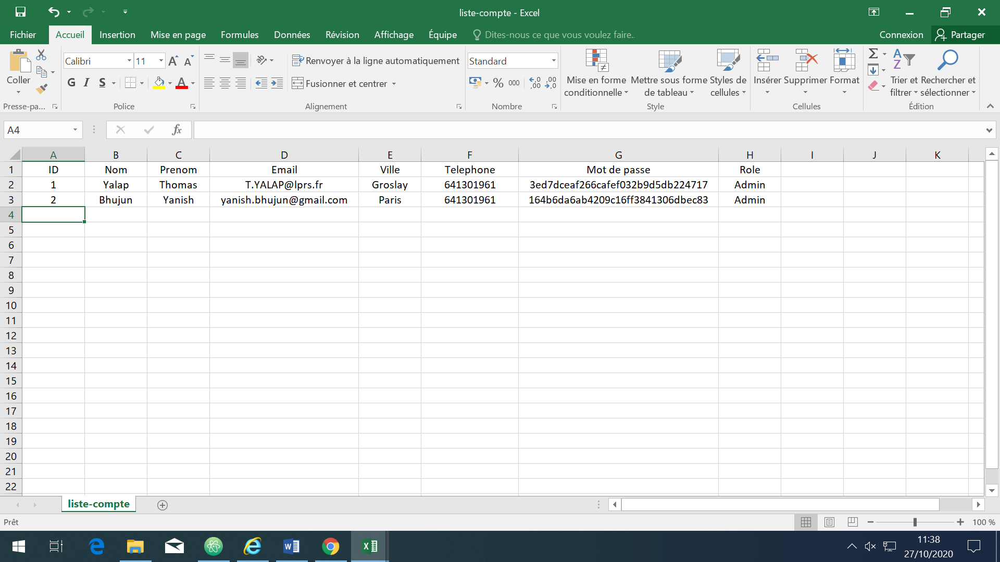 liste-compte - Excel
Fichier Accueil Insertion Mise en page Formules Données Révision Affichage Équipe Dites-nous ce que vous voulez faire.. Connexion Partager
Calibri 11 Renvoyer à la ligne automatiquement Standard
Coller G I S A Fusionner et centrer % 000
Mise en forme conditionnelle Mettre sous forme de tableau Styles de cellules Insérer Supprimer Format Trier et filtrer Rechercher et sélectionner
Presse-pa... Police Alignement Nombre Style Cellules Édition
A4 fx
A B C D E F G H I J K
1 ID Nom Prenom Email Ville Telephone Mot de passe Role
2 1 Yalap Thomas T.YALAP@lprs.fr Groslay 641301961 3ed7dceaf266cafef032b9d5db224717 Admin
3 2 Bhujun Yanish yanish.bhujun@gmail.com Paris 641301961 164b6da6ab4209c16ff3841306dbec83 Admin
4
5
6
7
8
9
10
11
12
13
14
15
16
17
18
19
20
21
22
liste-compte
Prêt 100 %
11:38
27/10/2020